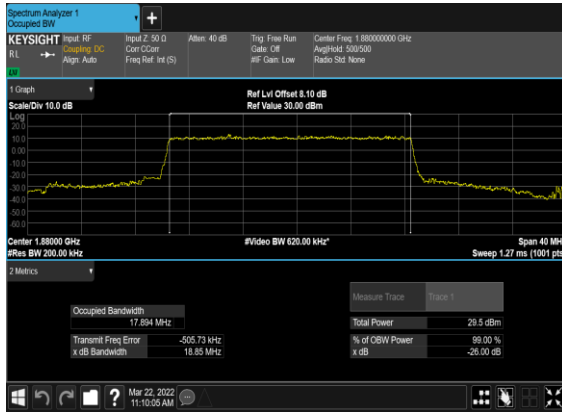 Spectrum Analyzer 1
Occupied BW
+
KEYSIGHT Input: RF Input Z: 50 Ω Atten: 40 dB Trig: Free Run Center Freq: 1.880000000 GHz
RL Coupling: DC Corr CCorr Gate: Off Avg|Hold: 500/500
Align: Auto Freq Ref: Int (S) #IF Gain: Low Radio Std: None
1 Graph
Ref Lvl Offset 8.10 dB
Scale/Div 10.0 dB Ref Value 30.00 dBm
Log
20.0
10.0
0.00
-10.0
-20.0
-30.0
-40.0
-50.0
-60.0
Center 1.88000 GHz #Video BW 620.00 kHz* Span 40 MH
#Res BW 200.00 kHz Sweep 1.27 ms (1001 pts
2 Metrics
Measure Trace Trace 1
Occupied Bandwidth
17.894 MHz Total Power 29.5 dBm
Transmit Freq Error -505.73 kHz % of OBW Power 99.00 %
x dB Bandwidth 18.85 MHz x dB -26.00 dB
? Mar 22, 2022
11:10:05 AM